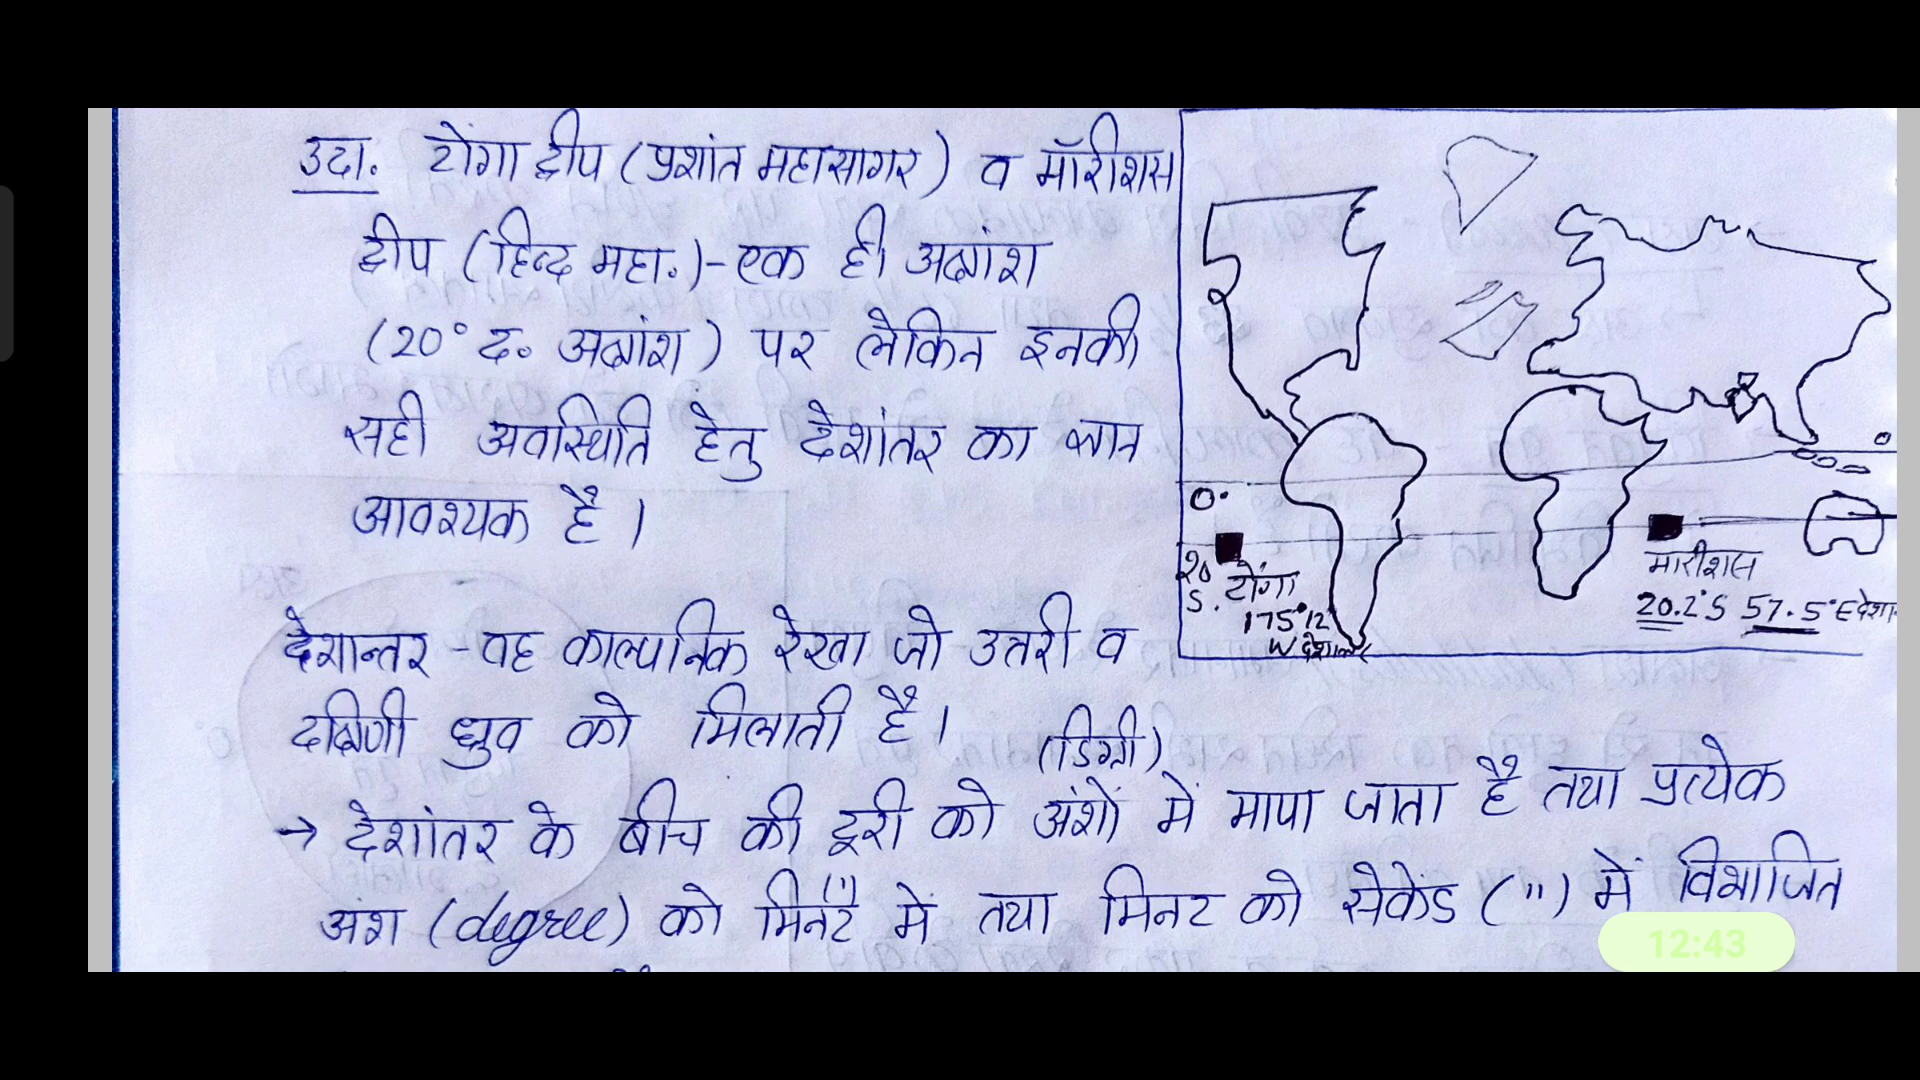 उदा. टोंगा द्वीप (प्रशांत महासागर) व मॉरीशस
द्वीप (हिन्द महा.)-एक ही अक्षांश
(20° द० अक्षांश) पर लेकिन इनकी
सही अवस्थिति हेतु देशांतर का ज्ञान
आवश्यक है।
0°
20
S.
टोंगा
175°12'
W देशा०
मारीशस
20.2°S 57.5°E देशा.
देशान्तर - वह काल्पनिक रेखा जो उत्तरी व
दक्षिणी ध्रुव को मिलाती है।
(डिग्री)
→ देशांतर के बीच की दूरी को अंशों में मापा जाता है तथा प्रत्येक
अंश (degree) को मिनट (') में तथा मिनट को सेकेंड (") में विभाजित
12:43